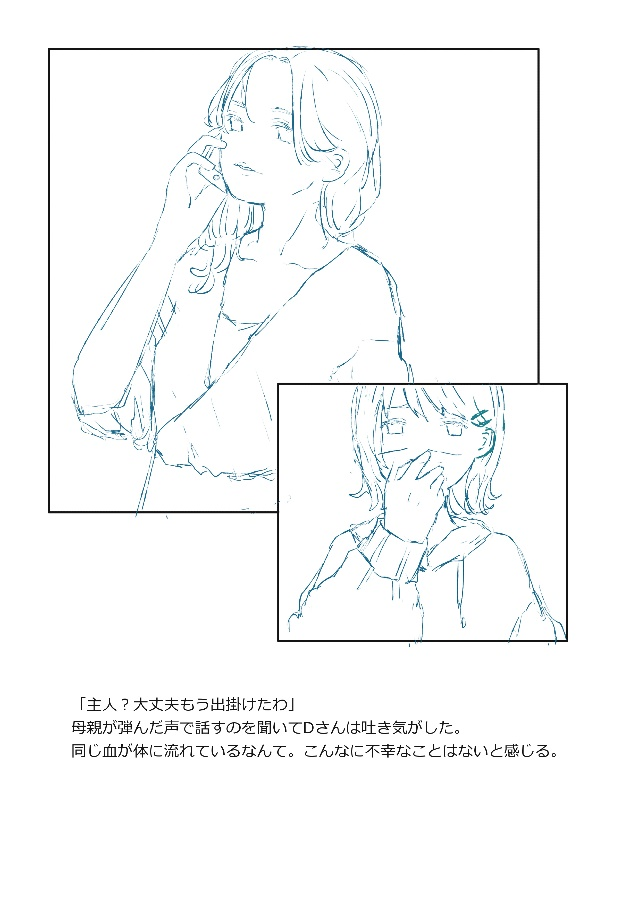 「主人？大丈夫もう出掛けたわ」
母親が弾んだ声で話すのを聞いてDさんは吐き気がした。
同じ血が体に流れているなんて。こんなに不幸なことはないと感じる。